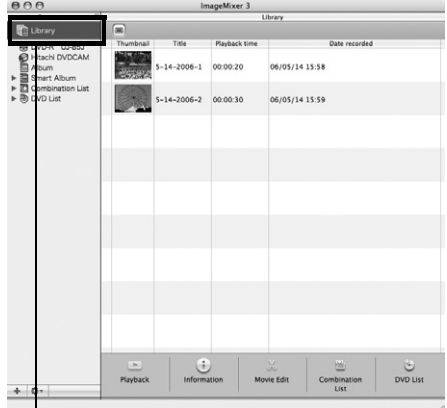 ImageMixer 3
Library
Library
Hitachi DVDCAM
Album
Smart Album
Combination List
DVD List
Thumbnail Title Playback time Date recorded
5-14-2006-1 00:00:20 06/05/14 15:58
5-14-2006-2 00:00:30 06/05/14 15:59
Playback Information Movie Edit Combination List DVD List